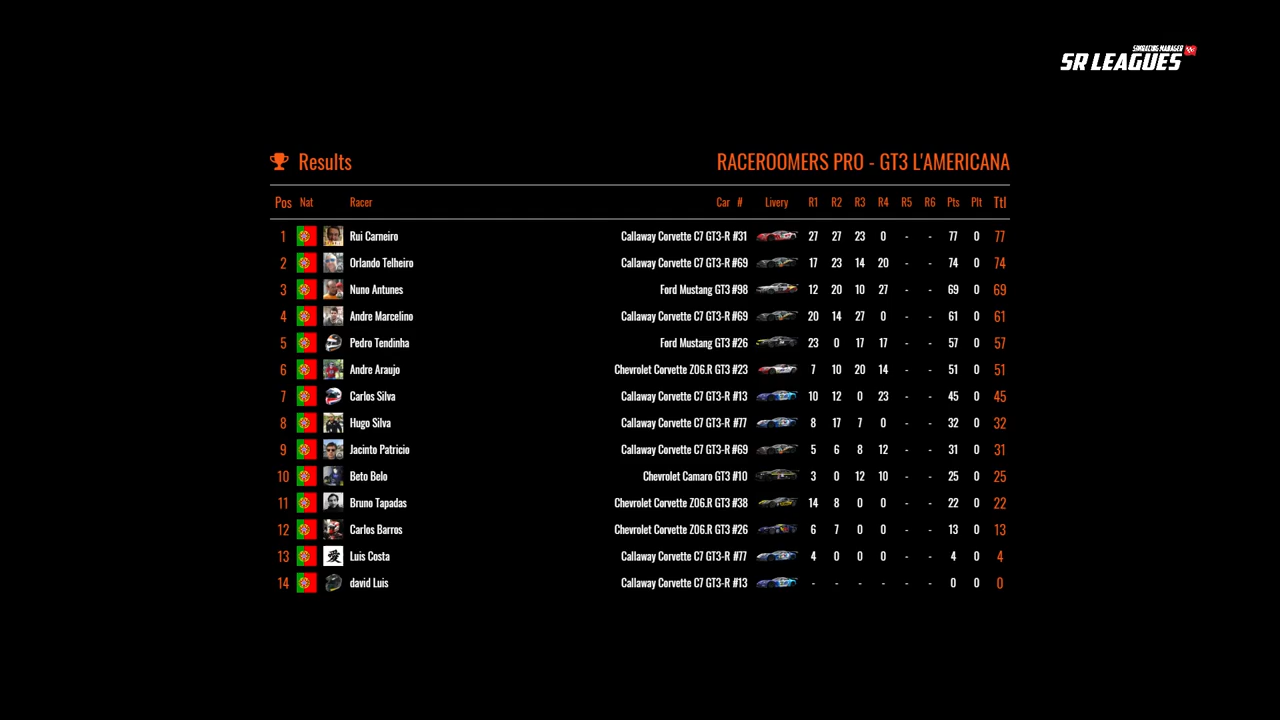 SIMRACING MANAGER
SR LEAGUES
Results RACEROOMERS PRO - GT3 L'AMERICANA
Pos Nat Racer Car # Livery R1 R2 R3 R4 R5 R6 Pts Plt Ttl
1 Rui Carneiro Callaway Corvette C7 GT3-R #31 27 27 23 0 - - 77 0 77
2 Orlando Telheiro Callaway Corvette C7 GT3-R #69 17 23 14 20 - - 74 0 74
3 Nuno Antunes Ford Mustang GT3 #98 12 20 10 27 - - 69 0 69
4 Andre Marcelino Callaway Corvette C7 GT3-R #69 20 14 27 0 - - 61 0 61
5 Pedro Tendinha Ford Mustang GT3 #26 23 0 17 17 - - 57 0 57
6 Andre Araujo Chevrolet Corvette Z06.R GT3 #23 7 10 20 14 - - 51 0 51
7 Carlos Silva Callaway Corvette C7 GT3-R #13 10 12 0 23 - - 45 0 45
8 Hugo Silva Callaway Corvette C7 GT3-R #77 8 17 7 0 - - 32 0 32
9 Jacinto Patricio Callaway Corvette C7 GT3-R #69 5 6 8 12 - - 31 0 31
10 Beto Belo Chevrolet Camaro GT3 #10 3 0 12 10 - - 25 0 25
11 Bruno Tapadas Chevrolet Corvette Z06.R GT3 #38 14 8 0 0 - - 22 0 22
12 Carlos Barros Chevrolet Corvette Z06.R GT3 #26 6 7 0 0 - - 13 0 13
13 愛 Luis Costa Callaway Corvette C7 GT3-R #77 4 0 0 0 - - 4 0 4
14 david Luis Callaway Corvette C7 GT3-R #13 - - - - - - 0 0 0